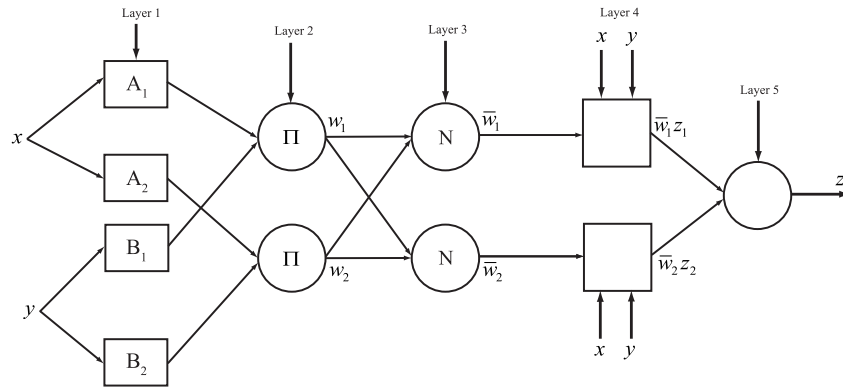 Layer 1
Layer 2
Layer 3
Layer 4
Layer 5
x y
A₁
x
A₂
B₁
y
B₂
Π
Π
w₁
w₂
N
N
w̅₁
w̅₂
w̅₁z₁
w̅₂z₂
x y
z